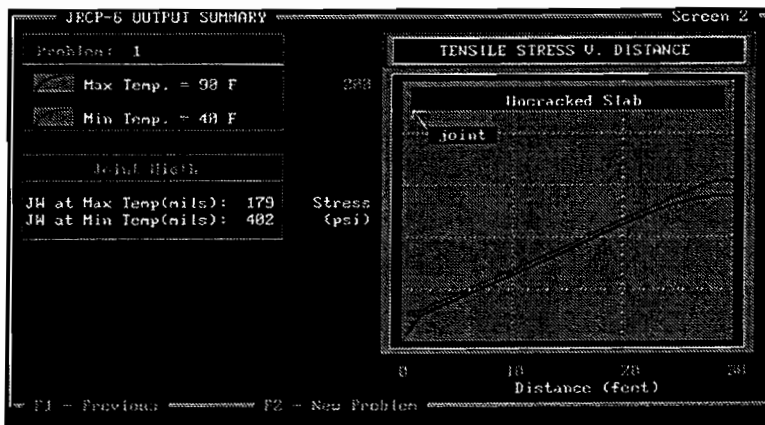 JRCP-6 OUTPUT SUMMARY
Screen 2
Problem: 1
Max Temp. = 90 F
Min Temp. = 40 F
Joint Width
JW at Max Temp(mils): 179
JW at Min Temp(mils): 402
TENSILE STRESS V. DISTANCE
200
Uncracked Slab
joint
Stress
(psi)
0 10 20 30
Distance (feet)
F1 - Previous
F2 - New Problem